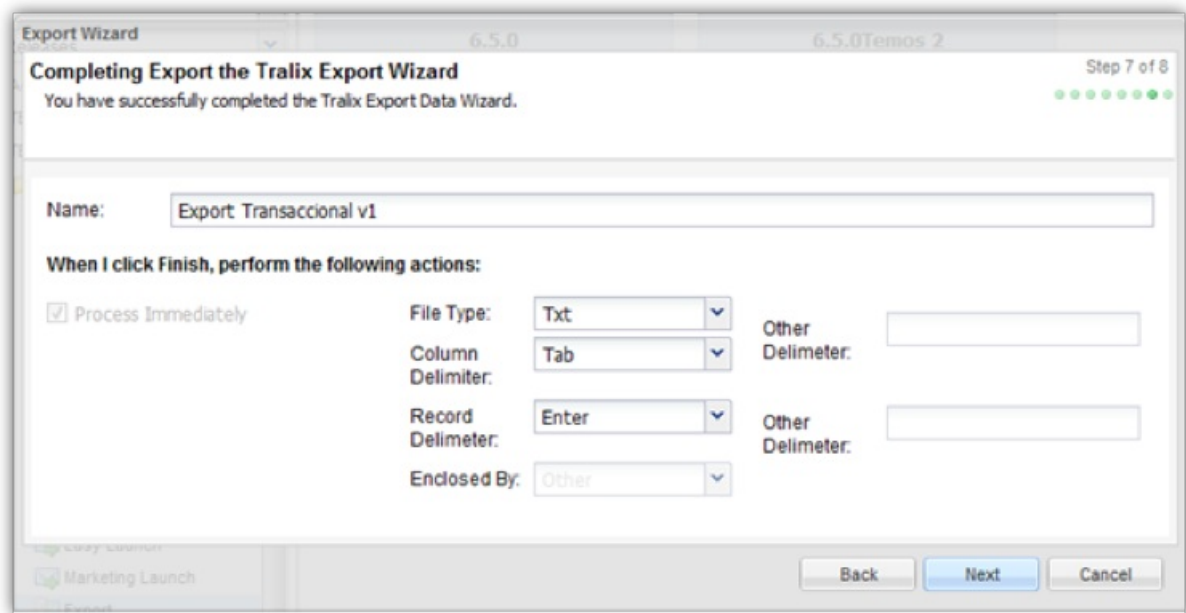 Export Wizard
6.5.0
6.5.0Temos 2
Completing Export the Tralix Export Wizard
Step 7 of 8
You have successfully completed the Tralix Export Data Wizard.
Name:
Export Transaccional v1
When I click Finish, perform the following actions:
Process Immediately
File Type:
Txt
Other
Delimeter:
Column
Delimiter:
Tab
Record
Delimeter:
Enter
Other
Delimeter:
Enclosed By:
Other
Easy Launch
Marketing Launch
Export
Back
Next
Cancel